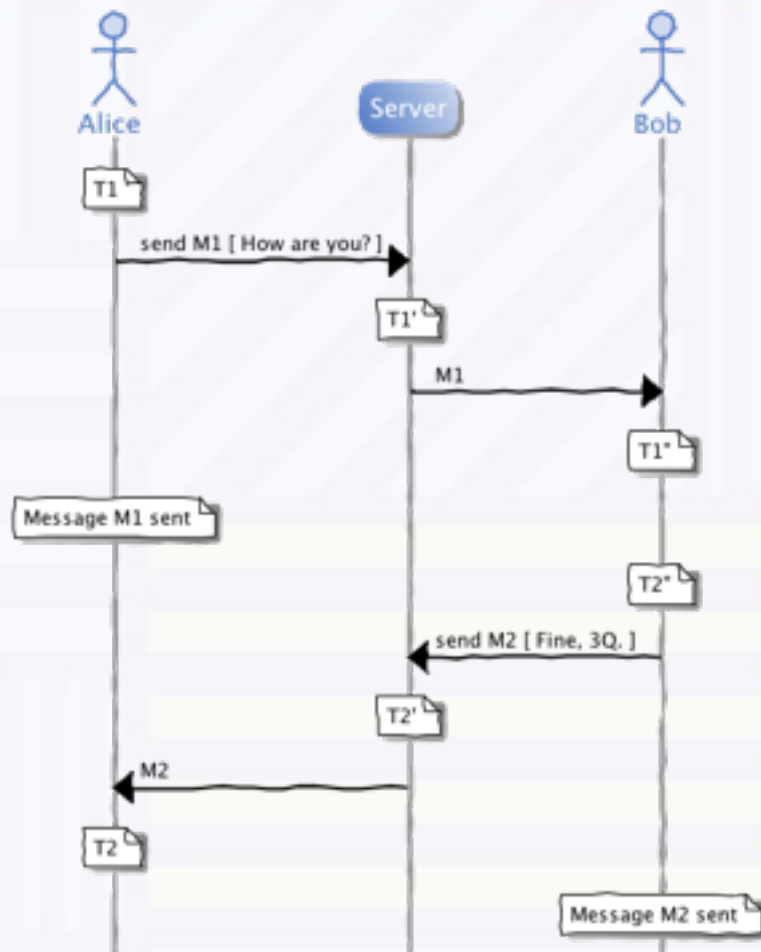 Alice
Server
Bob
T1
send M1 [ How are you? ]
T1'
M1
T1"
Message M1 sent
T2"
send M2 [ Fine, 3Q. ]
T2'
M2
T2
Message M2 sent